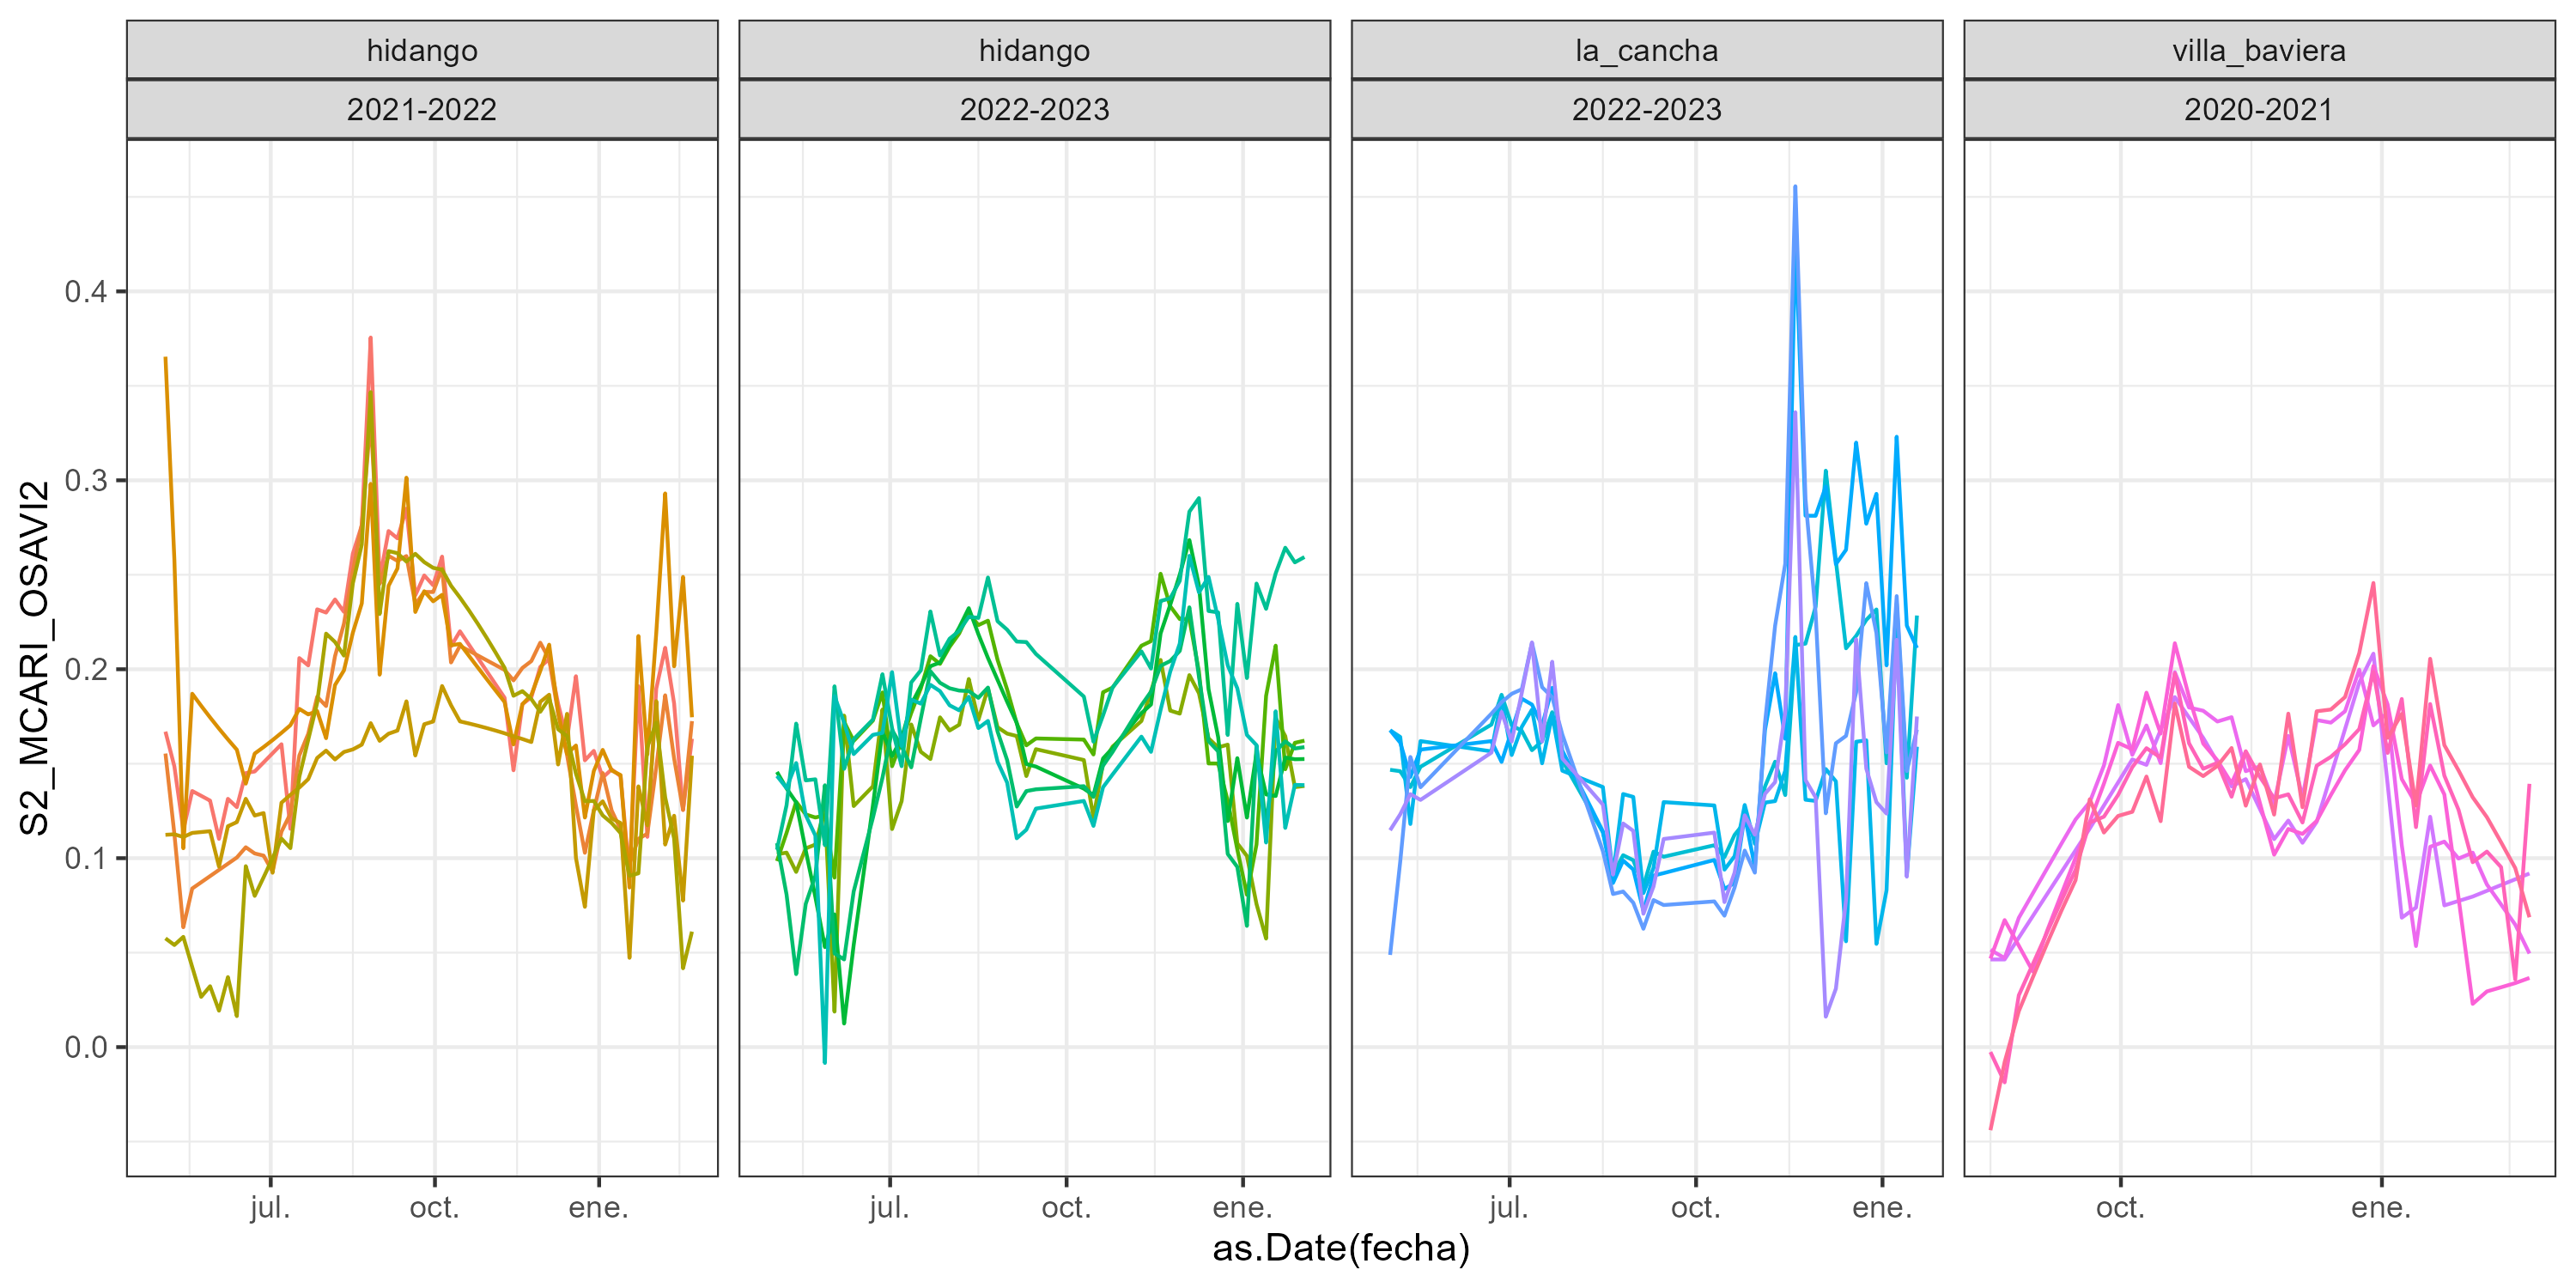 hidango
2021-2022
hidango
2022-2023
la_cancha
2022-2023
villa_baviera
2020-2021
S2_MCARI_OSAVI2
0.4
0.3
0.2
0.1
0.0
jul. oct. ene.
jul. oct. ene.
jul. oct. ene.
oct. ene.
as.Date(fecha)